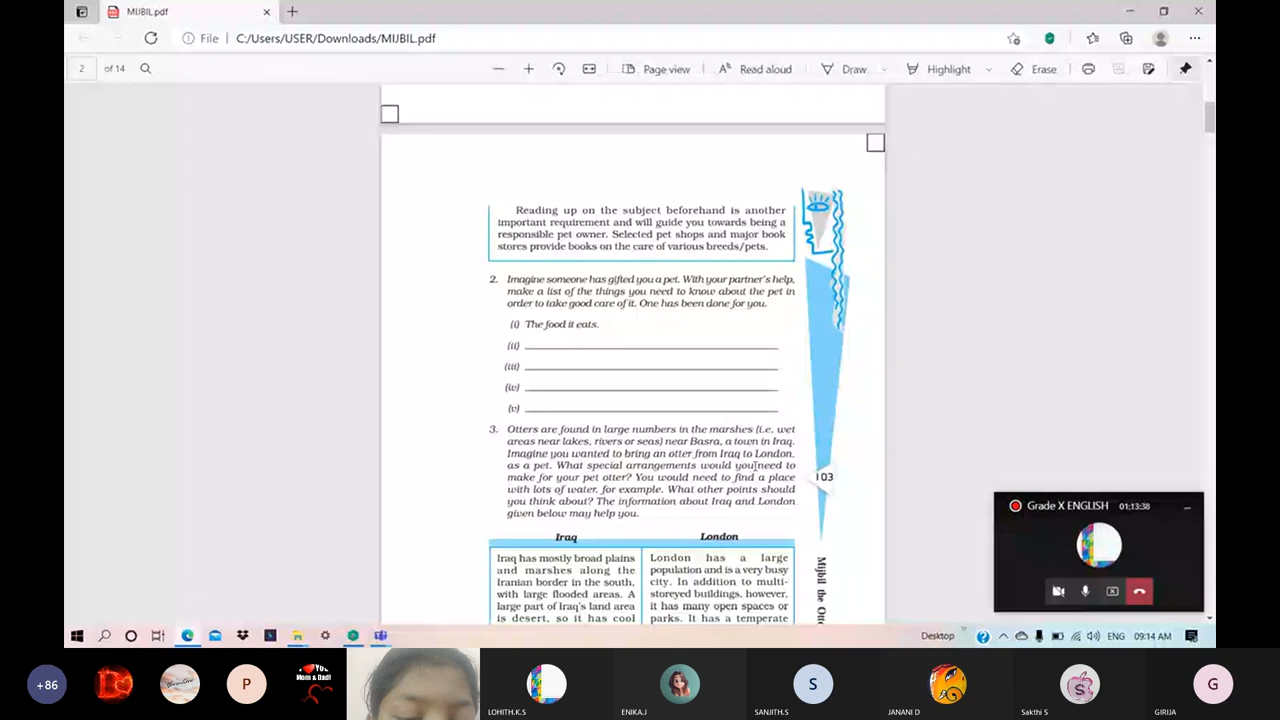 MIJBIL.pdf
File C:/Users/USER/Downloads/MIJBIL.pdf
2 of 14 Page view Read aloud Draw Highlight Erase
Reading up on the subject beforehand is another
important requirement and will guide you towards being a
responsible pet owner. Selected pet shops and major book
stores provide books on the care of various breeds/pets.
2. Imagine someone has gifted you a pet. With your partner's help,
make a list of the things you need to know about the pet in
order to take good care of it. One has been done for you.
(i) The food it eats.
(ii)
(iii)
(iv)
(v)
3. Otters are found in large numbers in the marshes (i.e. wet
areas near lakes, rivers or seas) near Basra, a town in Iraq.
Imagine you wanted to bring an otter from Iraq to London,
as a pet. What special arrangements would you need to
make for your pet otter? You would need to find a place
with lots of water, for example. What other points should
you think about? The information about Iraq and London
given below may help you.
Iraq London
Iraq has mostly broad plains
and marshes along the
Iranian border in the south,
with large flooded areas. A
large part of Iraq's land area
is desert, so it has cool
London has a large
population and is a very busy
city. In addition to multi-
storeyed buildings, however,
it has many open spaces or
parks. It has a temperate
103
Mijbil the Ott
Grade X ENGLISH 01:13:38
Desktop ENG 09:14 AM
+86
P
You
Mom & Dad!
LOHITH.K.S
ENIKA.J
S
SANJITH.S
JANANI D
Sakthi S
G
GIRIJA